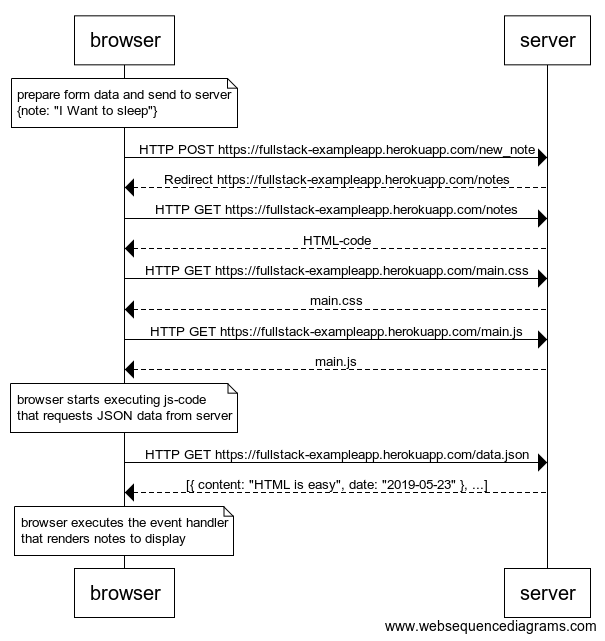 browser
server
prepare form data and send to server
{note: "I Want to sleep"}
HTTP POST https://fullstack-exampleapp.herokuapp.com/new_note
Redirect https://fullstack-exampleapp.herokuapp.com/notes
HTTP GET https://fullstack-exampleapp.herokuapp.com/notes
HTML-code
HTTP GET https://fullstack-exampleapp.herokuapp.com/main.css
main.css
HTTP GET https://fullstack-exampleapp.herokuapp.com/main.js
main.js
browser starts executing js-code
that requests JSON data from server
HTTP GET https://fullstack-exampleapp.herokuapp.com/data.json
[{ content: "HTML is easy", date: "2019-05-23" }, ...]
browser executes the event handler
that renders notes to display
browser
server
www.websequencediagrams.com